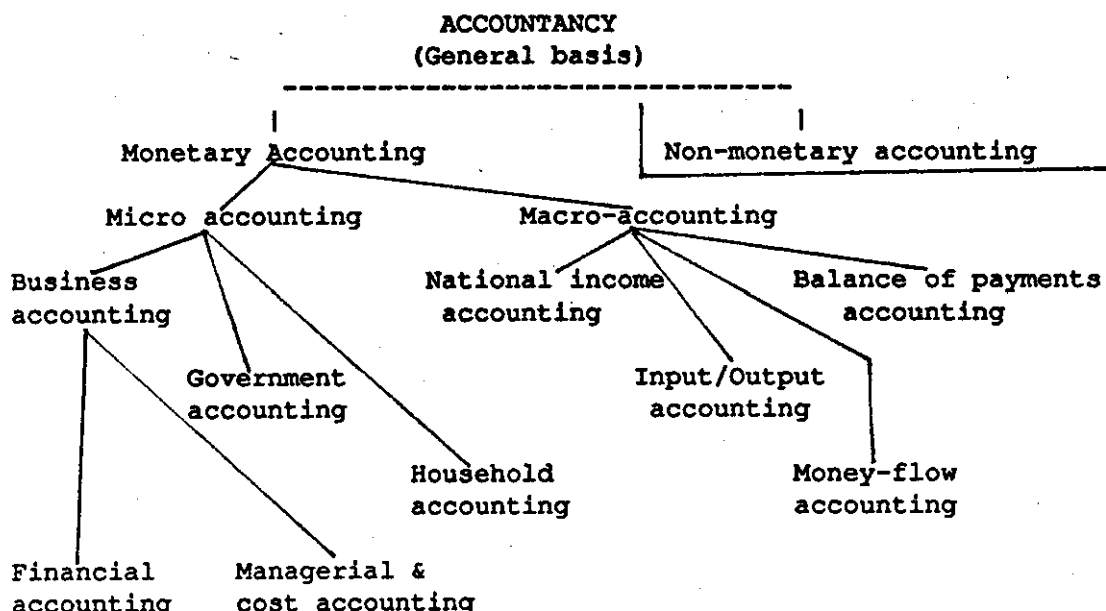 ACCOUNTANCY
(General basis)
Monetary Accounting
Non-monetary accounting
Micro accounting
Macro-accounting
Business
accounting
National income
accounting
Balance of payments
accounting
Government
accounting
Input/Output
accounting
Household
accounting
Money-flow
accounting
Financial
accounting
Managerial &
cost accounting